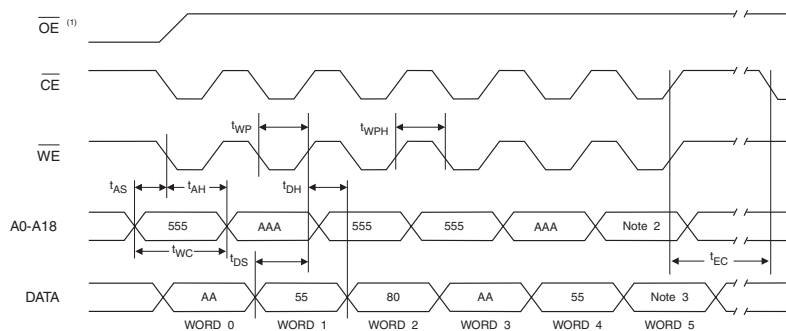 OE (1)
CE
tWP tWPH
WE
tAS tAH tDH
A0-A18 555 AAA 555 555 AAA Note 2
tWC tDS tEC
DATA AA 55 80 AA 55 Note 3
WORD 0 WORD 1 WORD 2 WORD 3 WORD 4 WORD 5